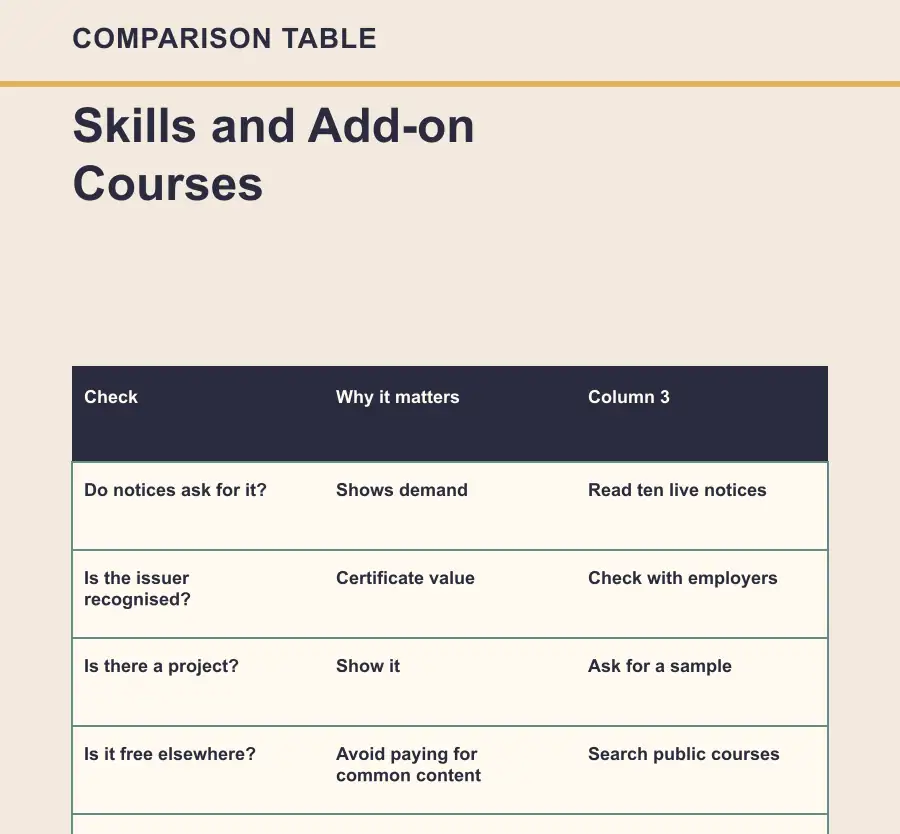 COMPARISON TABLE
Skills and Add-on
Courses
Check Why it matters Column 3
Do notices ask for it? Shows demand Read ten live notices
Is the issuer Certificate value Check with employers
recognised?
Is there a project? Show it Ask for a sample
Is it free elsewhere? Avoid paying for Search public courses
common content